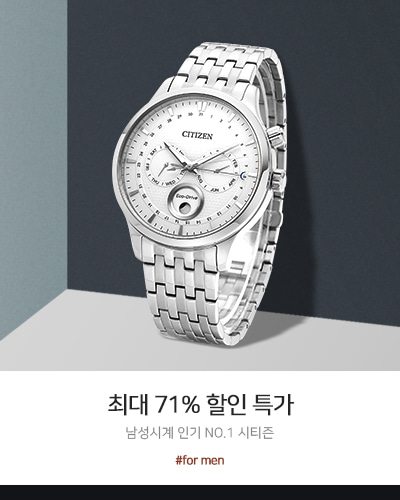 CITIZEN
Eco-Drive
최대 71% 할인 특가
남성시계 인기 NO.1 시티즌
#for men